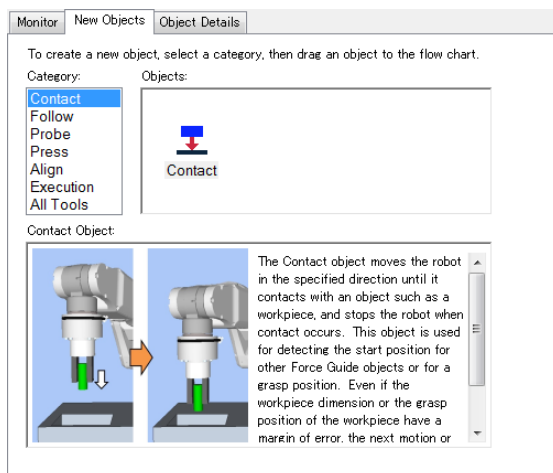 Monitor New Objects Object Details
To create a new object, select a category, then drag an object to the flow chart.
Category: Objects:
Contact
Follow
Probe
Press
Align
Execution
All Tools
Contact
Contact Object:
The Contact object moves the robot
in the specified direction until it
contacts with an object such as a
workpiece, and stops the robot when
contact occurs. This object is used
for detecting the start position for
other Force Guide objects or for a
grasp position. Even if the
workpiece dimension or the grasp
position of the workpiece have a
margin of error, the next motion or